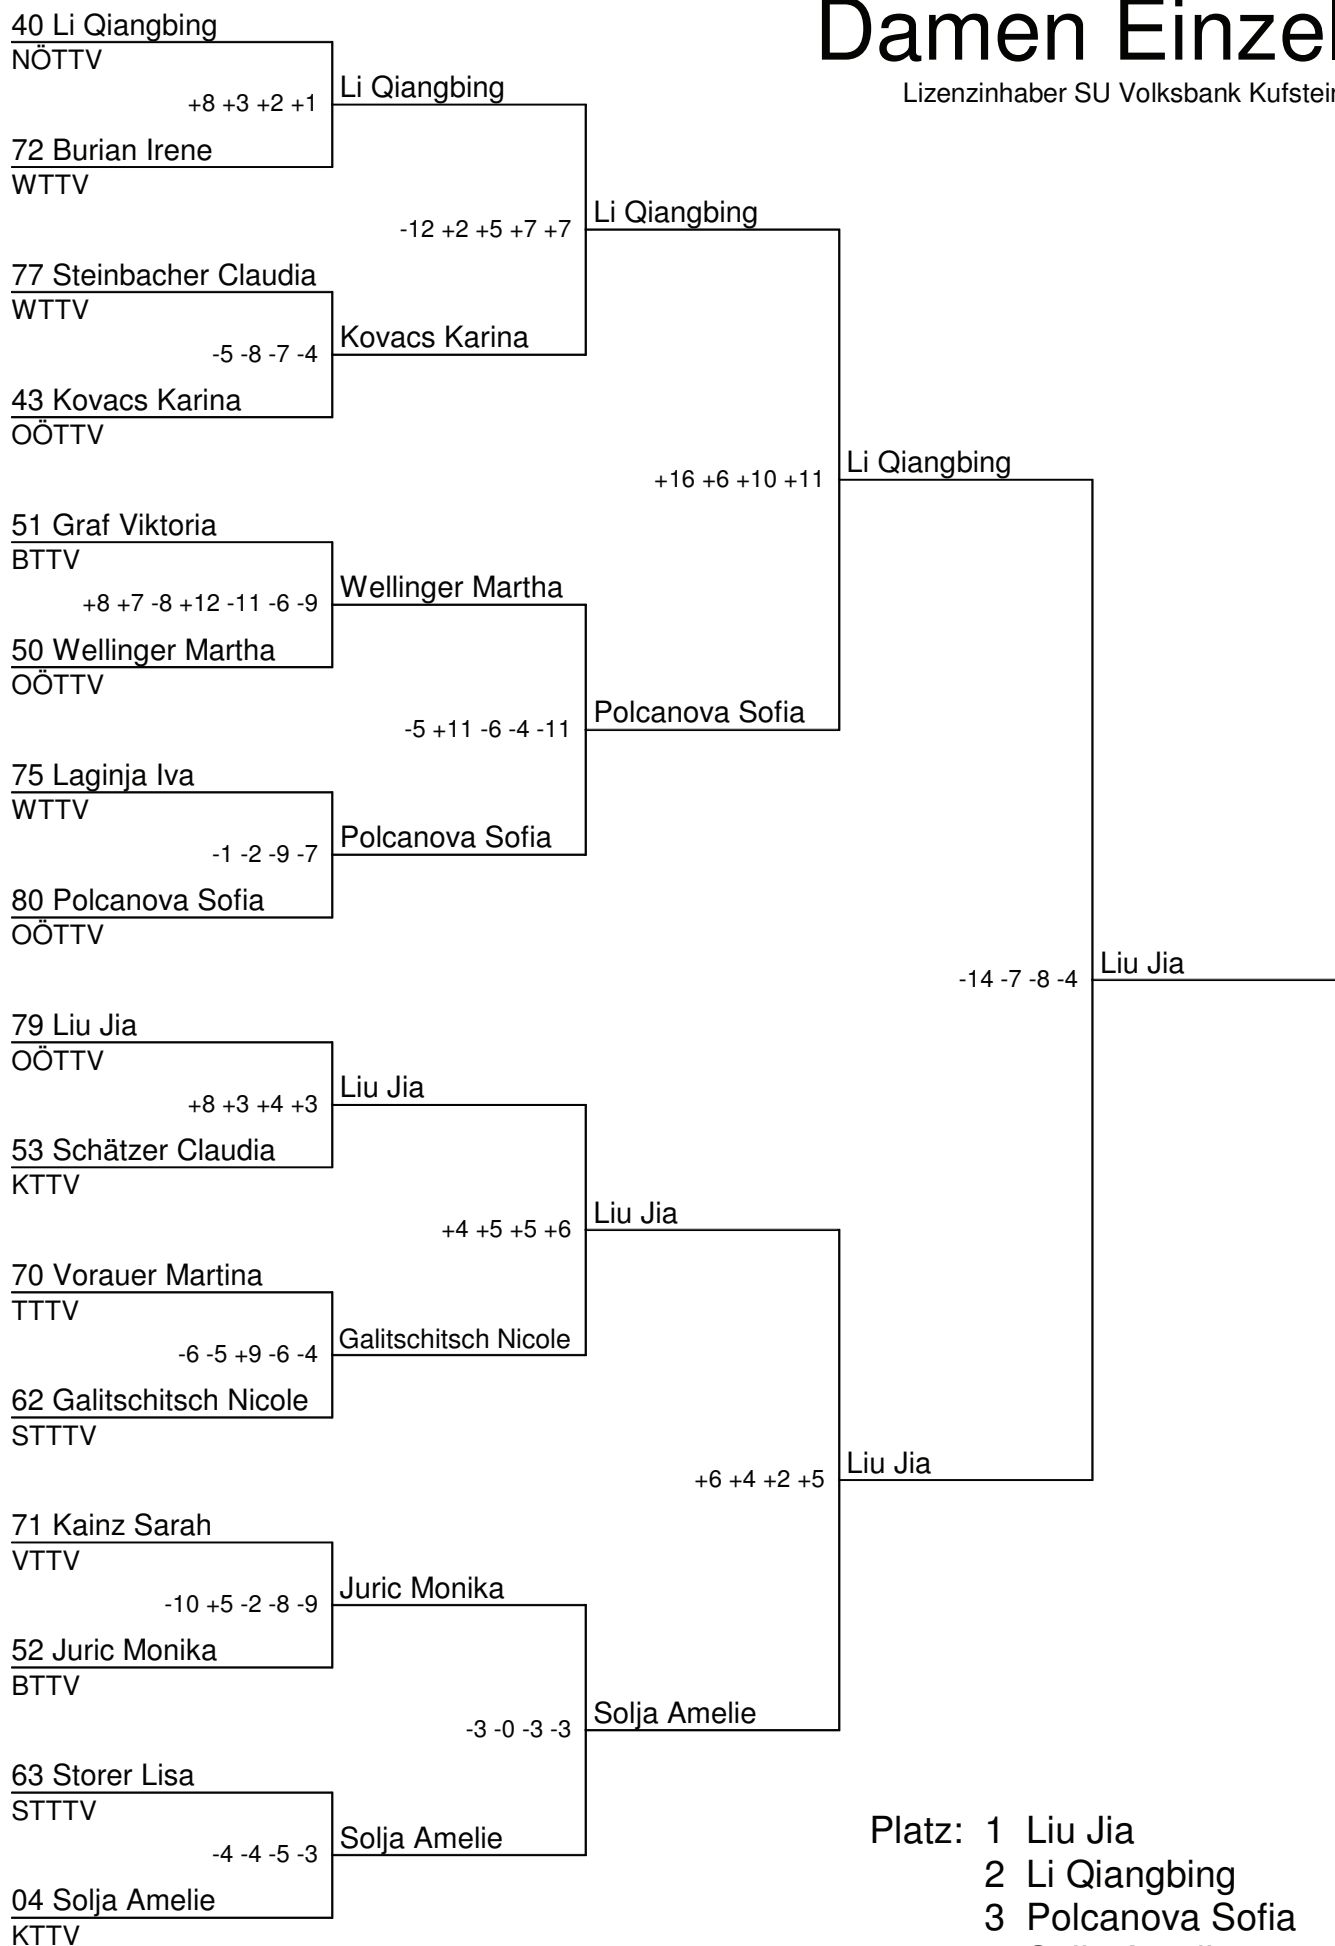 Damen Einzel
Lizenzinhaber SU Volksbank Kufstein
40 Li Qiangbing
NÖTTV
+8 +3 +2 +1
Li Qiangbing
72 Burian Irene
WTTV
-12 +2 +5 +7 +7
Li Qiangbing
77 Steinbacher Claudia
WTTV
-5 -8 -7 -4
Kovacs Karina
43 Kovacs Karina
OÖTTV
+16 +6 +10 +11
Li Qiangbing
51 Graf Viktoria
BTTV
+8 +7 -8 +12 -11 -6 -9
Wellinger Martha
50 Wellinger Martha
OÖTTV
-5 +11 -6 -4 -11
Polcanova Sofia
75 Laginja Iva
WTTV
-1 -2 -9 -7
Polcanova Sofia
80 Polcanova Sofia
OÖTTV
-14 -7 -8 -4
Liu Jia
79 Liu Jia
OÖTTV
+8 +3 +4 +3
Liu Jia
53 Schätzer Claudia
KTTV
+4 +5 +5 +6
Liu Jia
70 Vorauer Martina
TTTV
-6 -5 +9 -6 -4
Galitschitsch Nicole
62 Galitschitsch Nicole
STTTV
+6 +4 +2 +5
Liu Jia
71 Kainz Sarah
VTTV
-10 +5 -2 -8 -9
Juric Monika
52 Juric Monika
BTTV
-3 -0 -3 -3
Solja Amelie
63 Storer Lisa
STTTV
-4 -4 -5 -3
Solja Amelie
04 Solja Amelie
KTTV
Platz: 1 Liu Jia
2 Li Qiangbing
3 Polcanova Sofia